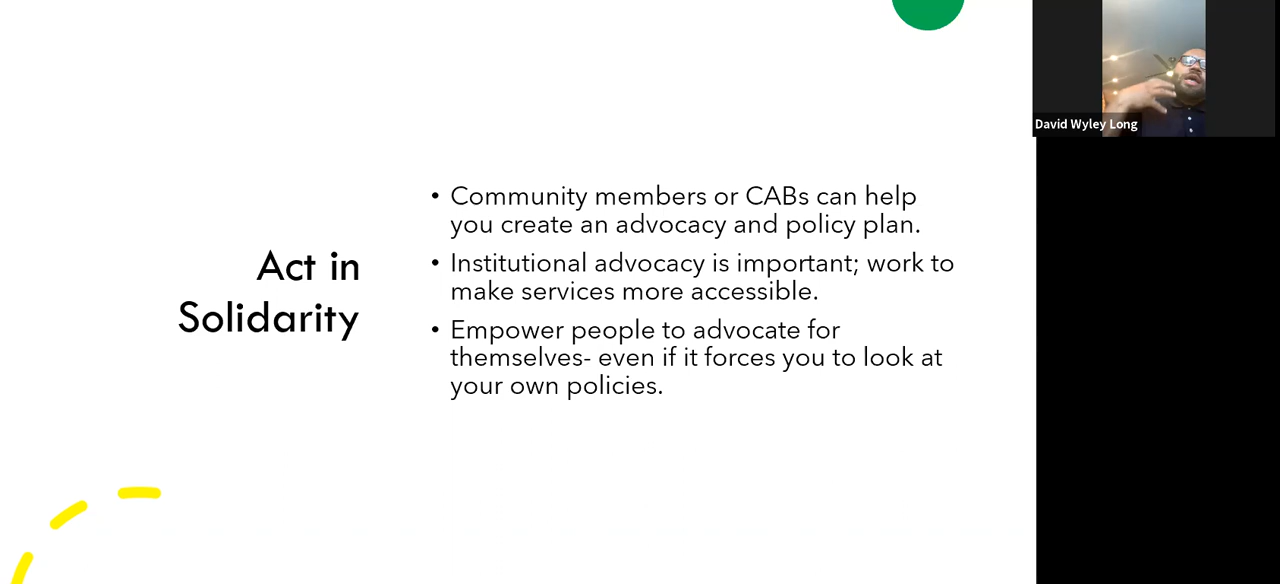 David Wyley Long
Act in
Solidarity
• Community members or CABs can help
you create an advocacy and policy plan.
• Institutional advocacy is important; work to
make services more accessible.
• Empower people to advocate for
themselves- even if it forces you to look at
your own policies.